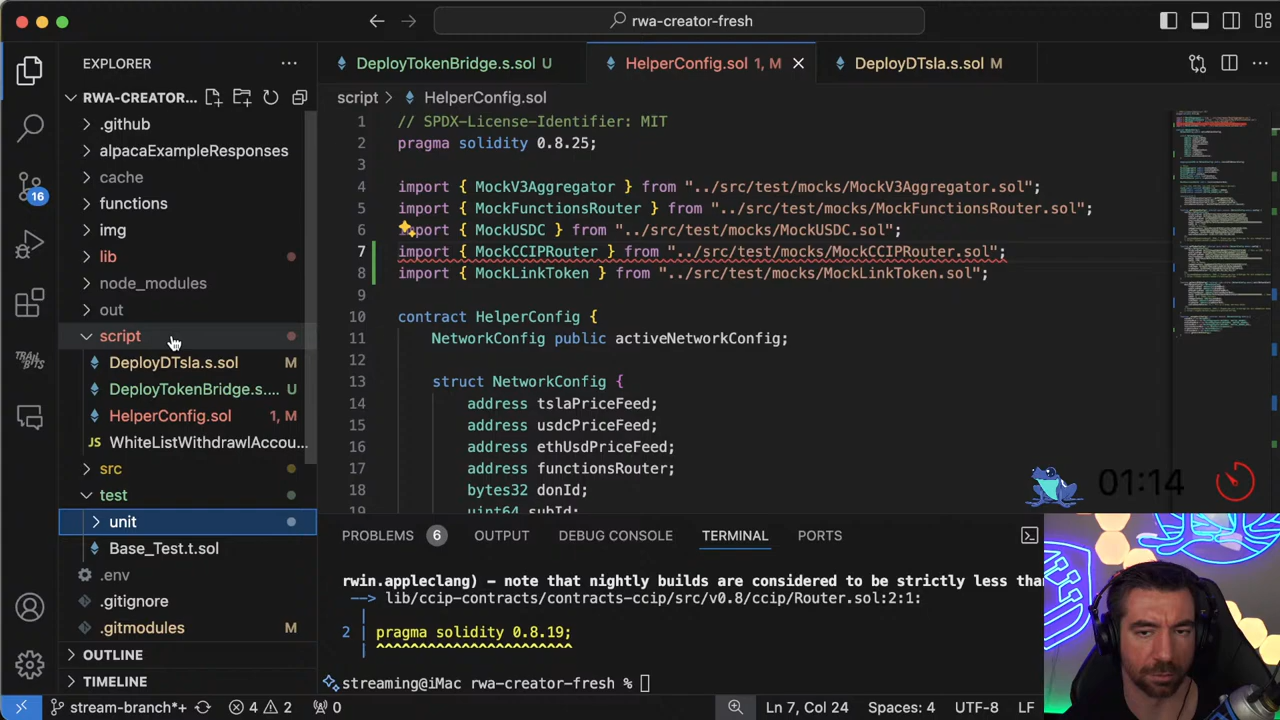 rwa-creator-fresh
EXPLORER
DeployTokenBridge.s.sol U
HelperConfig.sol 1, M
DeployDTsla.s.sol M
RWA-CREATOR...
script > HelperConfig.sol
.github
alpacaExampleResponses
cache
functions
img
lib
node_modules
out
script
DeployDTsla.s.sol M
DeployTokenBridge.s.... U
HelperConfig.sol 1, M
JS WhiteListWithdrawlAccou...
src
test
unit
Base_Test.t.sol
.env
.gitignore
.gitmodules M
OUTLINE
TIMELINE
16
TRAIL OF BITS
1 // SPDX-License-Identifier: MIT
2 pragma solidity 0.8.25;
3
4 import { MockV3Aggregator } from "../src/test/mocks/MockV3Aggregator.sol";
5 import { MockFunctionsRouter } from "../src/test/mocks/MockFunctionsRouter.sol";
6 import { MockUSDC } from "../src/test/mocks/MockUSDC.sol";
7 import { MockRouter } from "../src/test/mocks/MockCCIPRouter.sol";
8 import { MockLinkToken } from "../src/test/mocks/MockLinkToken.sol";
9
10 contract HelperConfig {
11 NetworkConfig public activeNetworkConfig;
12
13 struct NetworkConfig {
14 address tslaPriceFeed;
15 address usdcPriceFeed;
16 address ethUsdPriceFeed;
17 address functionsRouter;
18 bytes32 donId;
uint64 subId;
01:14
PROBLEMS 6 OUTPUT DEBUG CONSOLE TERMINAL PORTS
rwin.appleclang) – note that nightly builds are considered to be strictly less tha
--> lib/ccip-contracts/contracts-ccip/src/v0.8/ccip/Router.sol:2:1:
2 | pragma solidity 0.8.19;
^^^^^^^^^^^^^^^^^^^^^^^
streaming@iMac rwa-creator-fresh %
stream-branch*+ 4 2 0 Ln 7, Col 24 Spaces: 4 UTF-8 LF